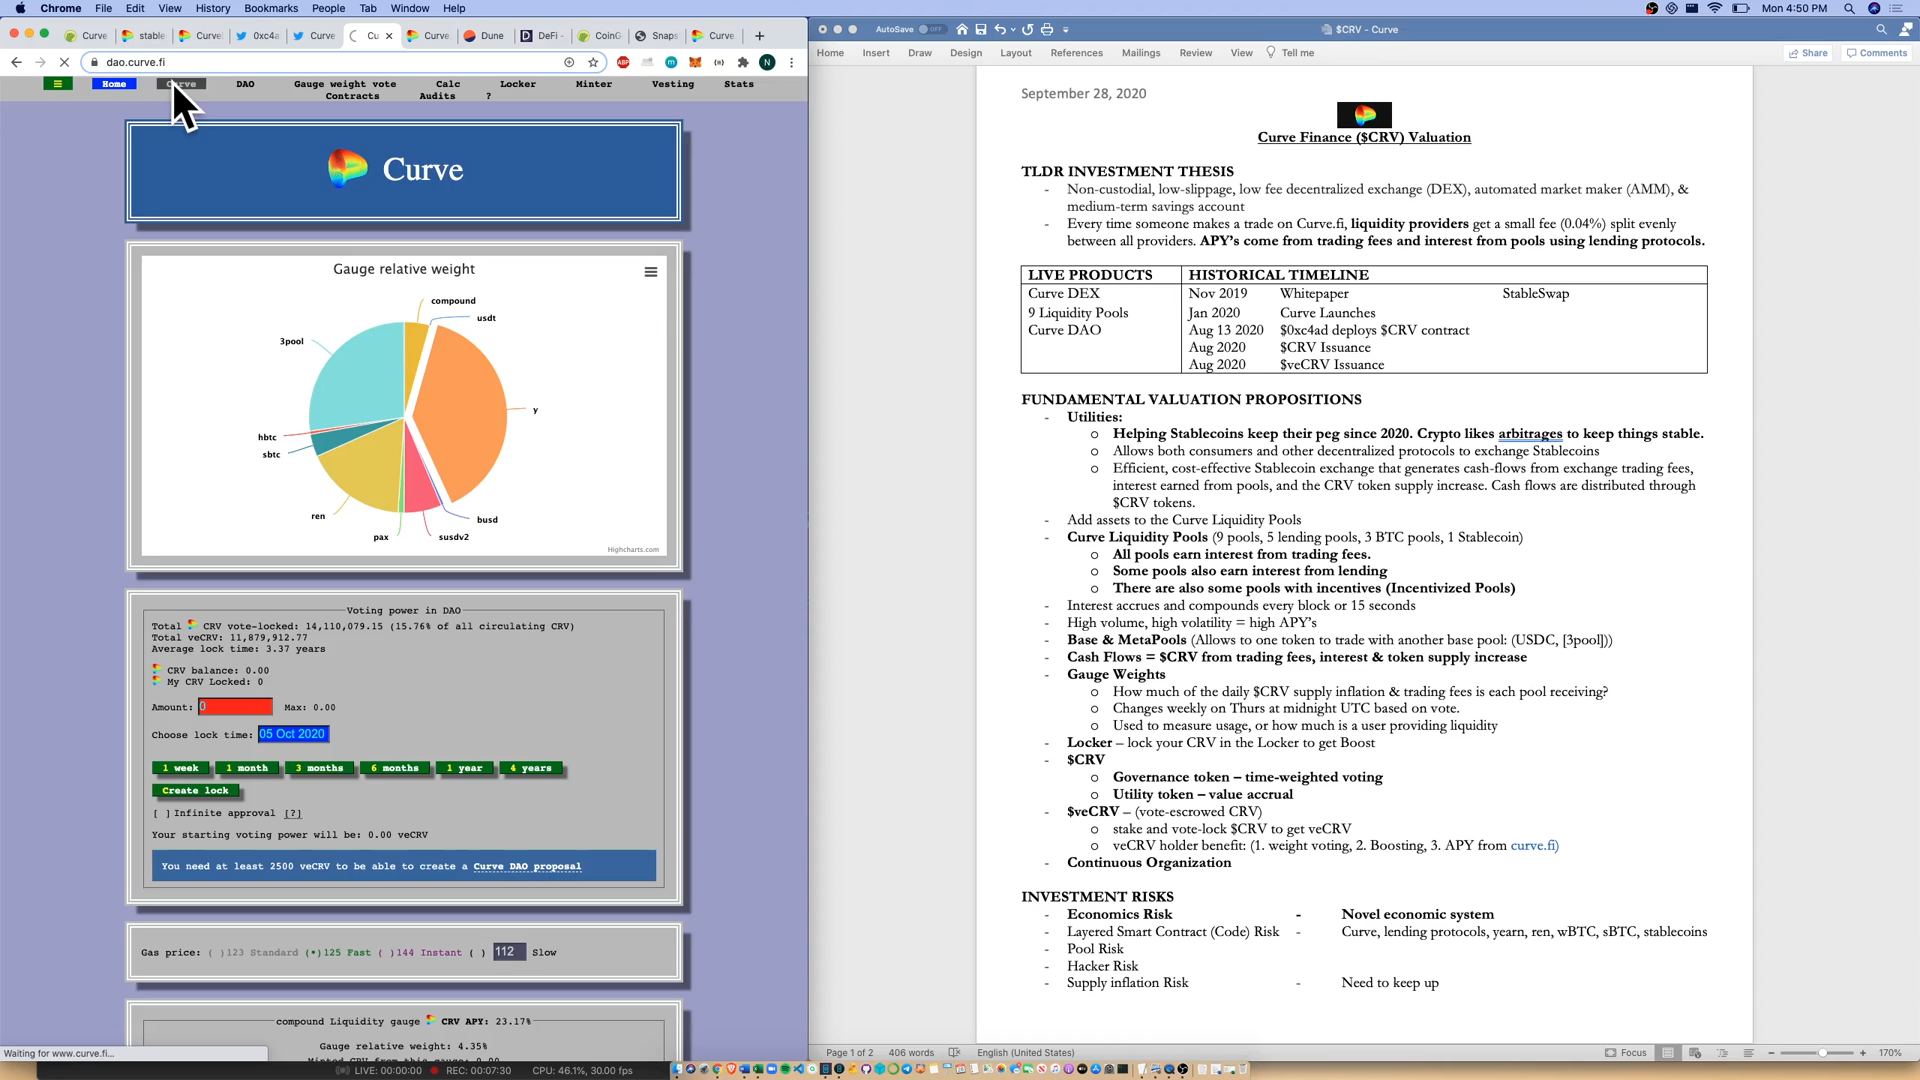 Chrome File Edit View History Bookmarks People Tab Window Help
Mon 4:50 PM
Curve stable Curve 0xc4a Curve Cu Curve Dune DeFi - CoinG Snaps Curve
dao.curve.fi
Home Curve DAO Gauge weight vote Calc Locker Minter Vesting Stats
Contracts Audits ?
Curve
Gauge relative weight
compound
usdt
3pool
y
hbtc
sbtc
ren
busd
pax
susdv2
Highcharts.com
Voting power in DAO
Total CRV vote-locked: 14,110,079.15 (15.76% of all circulating CRV)
Total veCRV: 11,879,912.77
Average lock time: 3.37 years
CRV balance: 0.00
My CRV Locked: 0
Amount: 0 Max: 0.00
Choose lock time: 05 Oct 2020
1 week 1 month 3 months 6 months 1 year 4 years
Create lock
[ ] Infinite approval [?]
Your starting voting power will be: 0.00 veCRV
You need at least 2500 veCRV to be able to create a Curve DAO proposal
Gas price: ( )123 Standard (•)125 Fast ( )144 Instant ( ) 112 Slow
compound Liquidity gauge CRV APY: 23.17%
Gauge relative weight: 4.35%
Minted CRV from this gauge: 0.00
Waiting for www.curve.fi...
LIVE: 00:00:00 REC: 00:07:30 CPU: 46.1%, 30.00 fps
AutoSave OFF $CRV - Curve
Home Insert Draw Design Layout References Mailings Review View Tell me Share Comments
September 28, 2020
Curve Finance ($CRV) Valuation
TLDR INVESTMENT THESIS
- Non-custodial, low-slippage, low fee decentralized exchange (DEX), automated market maker (AMM), &
medium-term savings account
- Every time someone makes a trade on Curve.fi, liquidity providers get a small fee (0.04%) split evenly
between all providers. APY's come from trading fees and interest from pools using lending protocols.
LIVE PRODUCTS HISTORICAL TIMELINE
Curve DEX Nov 2019 Whitepaper StableSwap
9 Liquidity Pools Jan 2020 Curve Launches
Curve DAO Aug 13 2020 $0xc4ad deploys $CRV contract
Aug 2020 $CRV Issuance
Aug 2020 $veCRV Issuance
FUNDAMENTAL VALUATION PROPOSITIONS
- Utilities:
o Helping Stablecoins keep their peg since 2020. Crypto likes arbitrages to keep things stable.
o Allows both consumers and other decentralized protocols to exchange Stablecoins
o Efficient, cost-effective Stablecoin exchange that generates cash-flows from exchange trading fees,
interest earned from pools, and the CRV token supply increase. Cash flows are distributed through
$CRV tokens.
- Add assets to the Curve Liquidity Pools
- Curve Liquidity Pools (9 pools, 5 lending pools, 3 BTC pools, 1 Stablecoin)
o All pools earn interest from trading fees.
o Some pools also earn interest from lending
o There are also some pools with incentives (Incentivized Pools)
- Interest accrues and compounds every block or 15 seconds
- High volume, high volatility = high APY's
- Base & MetaPools (Allows to one token to trade with another base pool: (USDC, [3pool]))
- Cash Flows = $CRV from trading fees, interest & token supply increase
- Gauge Weights
o How much of the daily $CRV supply inflation & trading fees is each pool receiving?
o Changes weekly on Thurs at midnight UTC based on vote.
o Used to measure usage, or how much is a user providing liquidity
- Locker – lock your CRV in the Locker to get Boost
- $CRV
o Governance token – time-weighted voting
o Utility token – value accrual
- $veCRV – (vote-escrowed CRV)
o stake and vote-lock $CRV to get veCRV
o veCRV holder benefit: (1. weight voting, 2. Boosting, 3. APY from curve.fi)
- Continuous Organization
INVESTMENT RISKS
- Economics Risk - Novel economic system
- Layered Smart Contract (Code) Risk - Curve, lending protocols, yearn, ren, wBTC, sBTC, stablecoins
- Pool Risk
- Hacker Risk
- Supply inflation Risk - Need to keep up
Page 1 of 2 406 words English (United States) Focus 170%